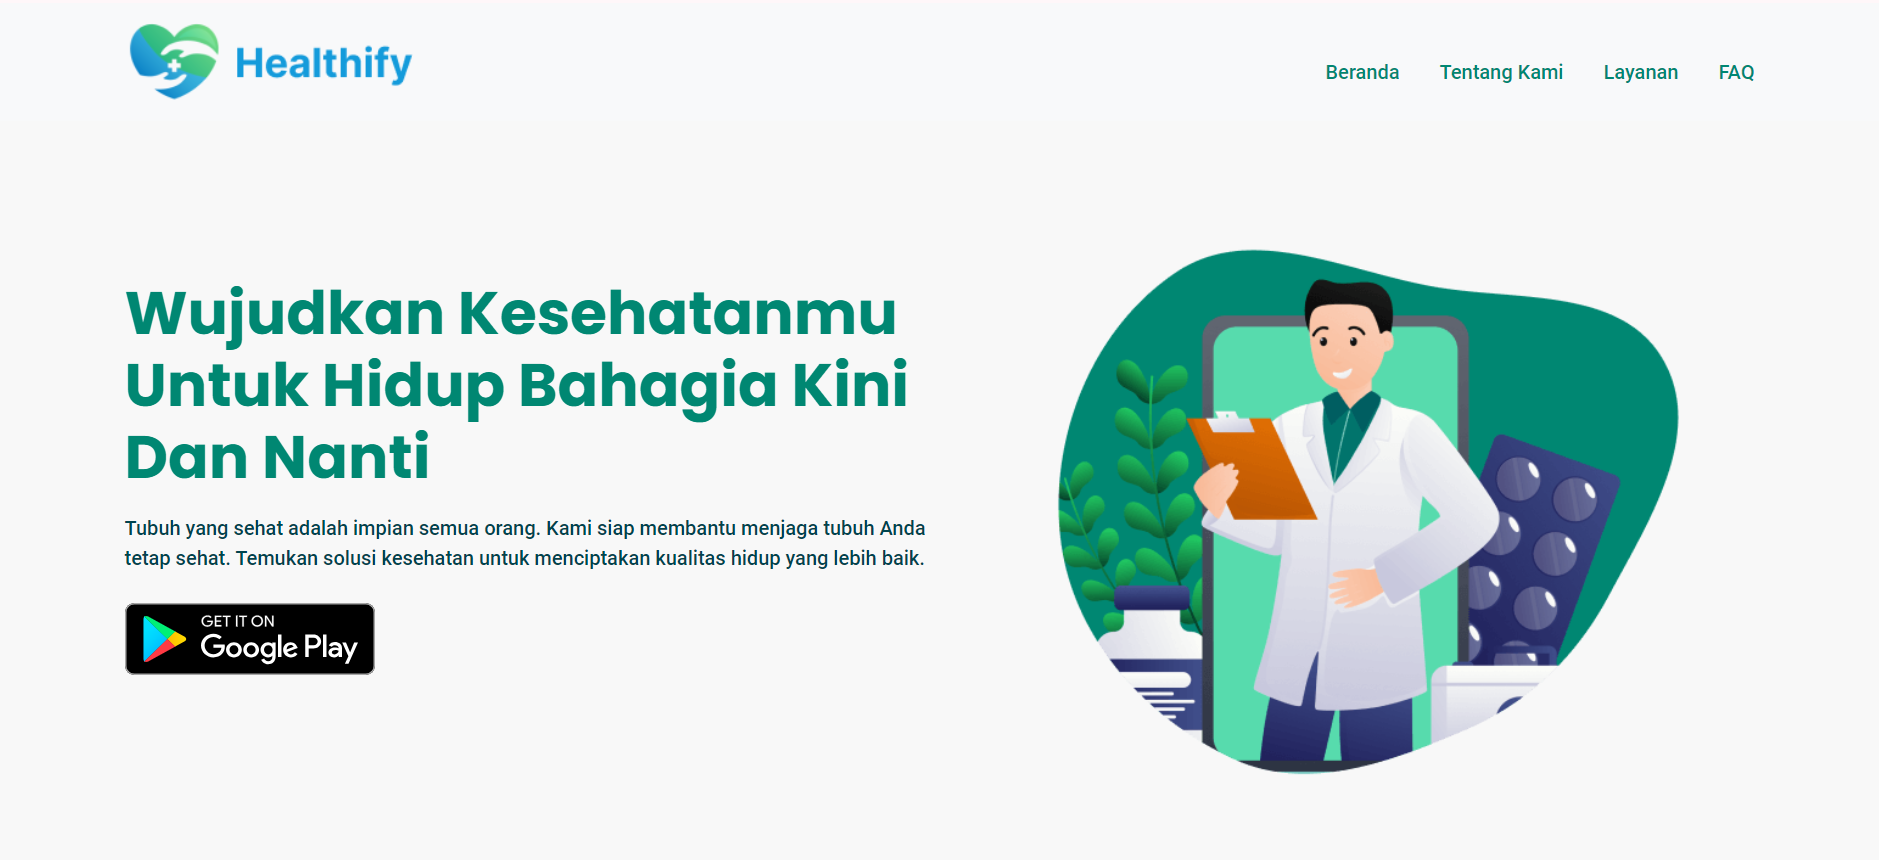 Healthify
Beranda Tentang Kami Layanan FAQ
Wujudkan Kesehatanmu
Untuk Hidup Bahagia Kini
Dan Nanti
Tubuh yang sehat adalah impian semua orang. Kami siap membantu menjaga tubuh Anda
tetap sehat. Temukan solusi kesehatan untuk menciptakan kualitas hidup yang lebih baik.
GET IT ON
Google Play